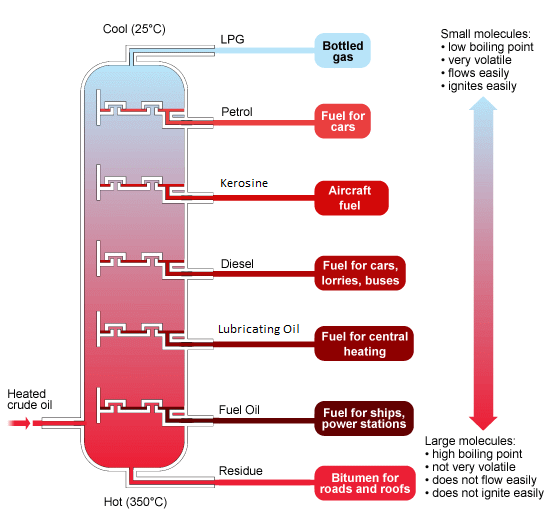 Cool (25°C)
LPG
Bottled
gas
Small molecules:
• low boiling point
• very volatile
• flows easily
• ignites easily
Petrol
Fuel for
cars
Kerosine
Aircraft
fuel
Diesel
Fuel for cars,
lorries, buses
Lubricating Oil
Fuel for central
heating
Heated
crude oil
Fuel Oil
Fuel for ships,
power stations
Large molecules:
• high boiling point
• not very volatile
• does not flow easily
• does not ignite easily
Residue
Bitumen for
roads and roofs
Hot (350°C)